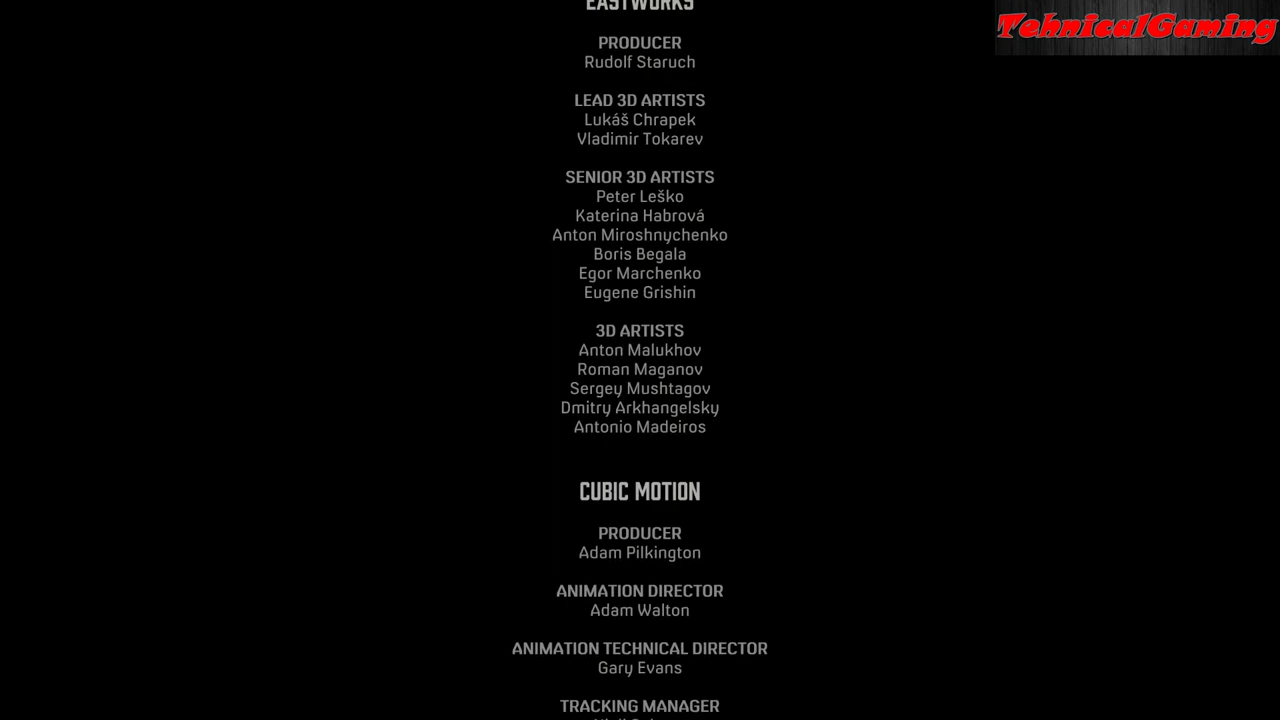 EASTWORKS
TehnicalGaming
PRODUCER
Rudolf Staruch
LEAD 3D ARTISTS
Lukáš Chrapek
Vladimir Tokarev
SENIOR 3D ARTISTS
Peter Leško
Katerina Habrová
Anton Miroshnychenko
Boris Begala
Egor Marchenko
Eugene Grishin
3D ARTISTS
Anton Malukhov
Roman Maganov
Sergey Mushtagov
Dmitry Arkhangelsky
Antonio Madeiros
CUBIC MOTION
PRODUCER
Adam Pilkington
ANIMATION DIRECTOR
Adam Walton
ANIMATION TECHNICAL DIRECTOR
Gary Evans
TRACKING MANAGER